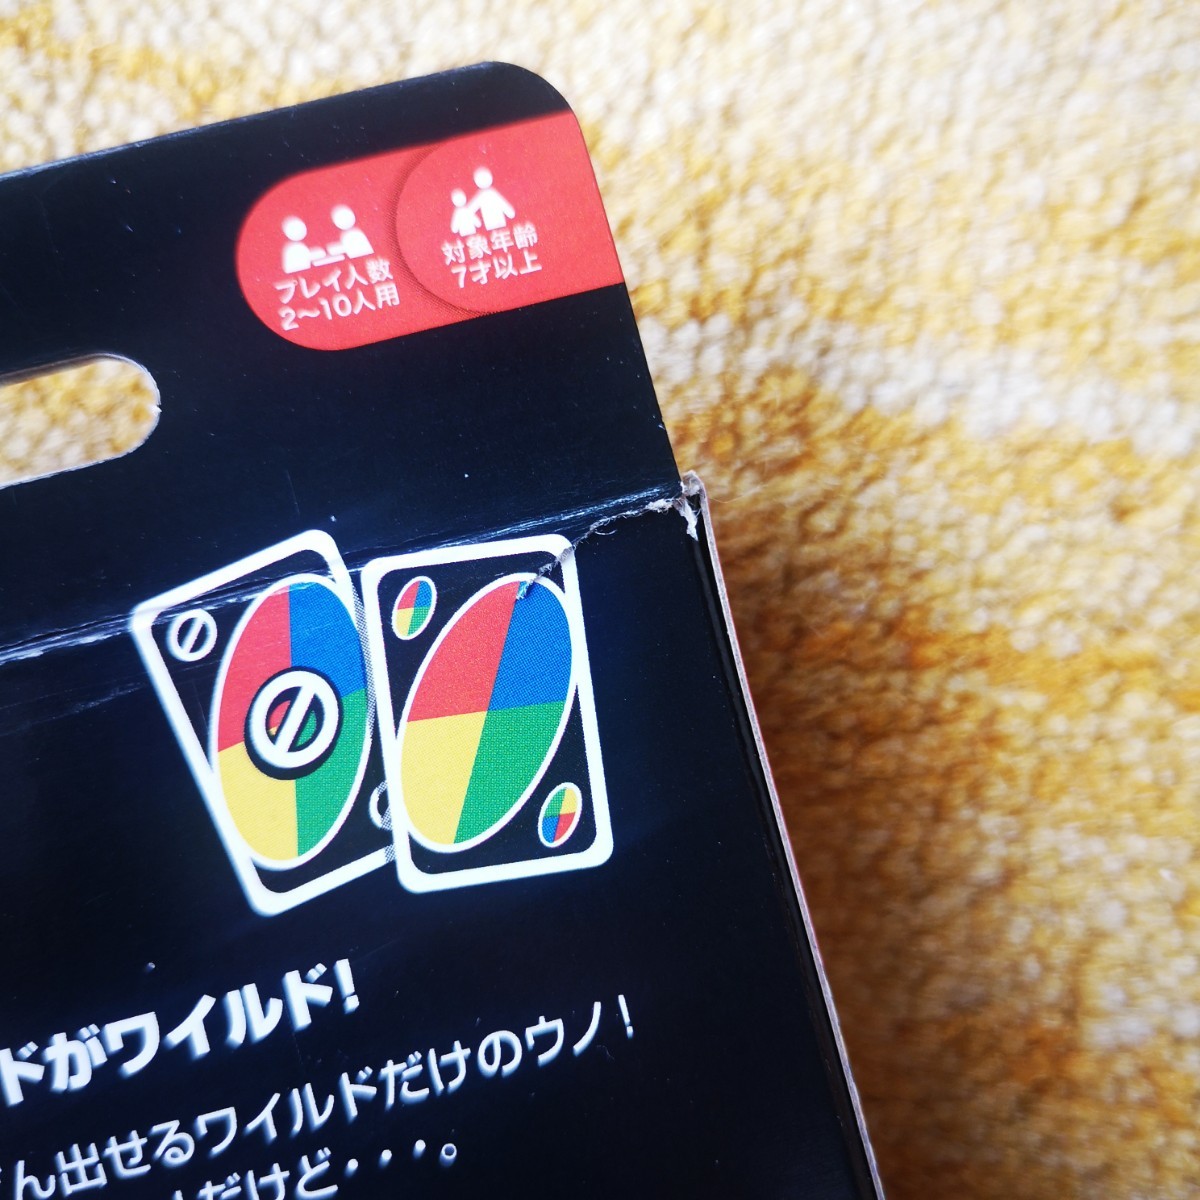 プレイ人数
2〜10人用
対象年齢
7才以上
ドがワイルド!
ん出せるワイルドだけのウノ!
だけど・・・。